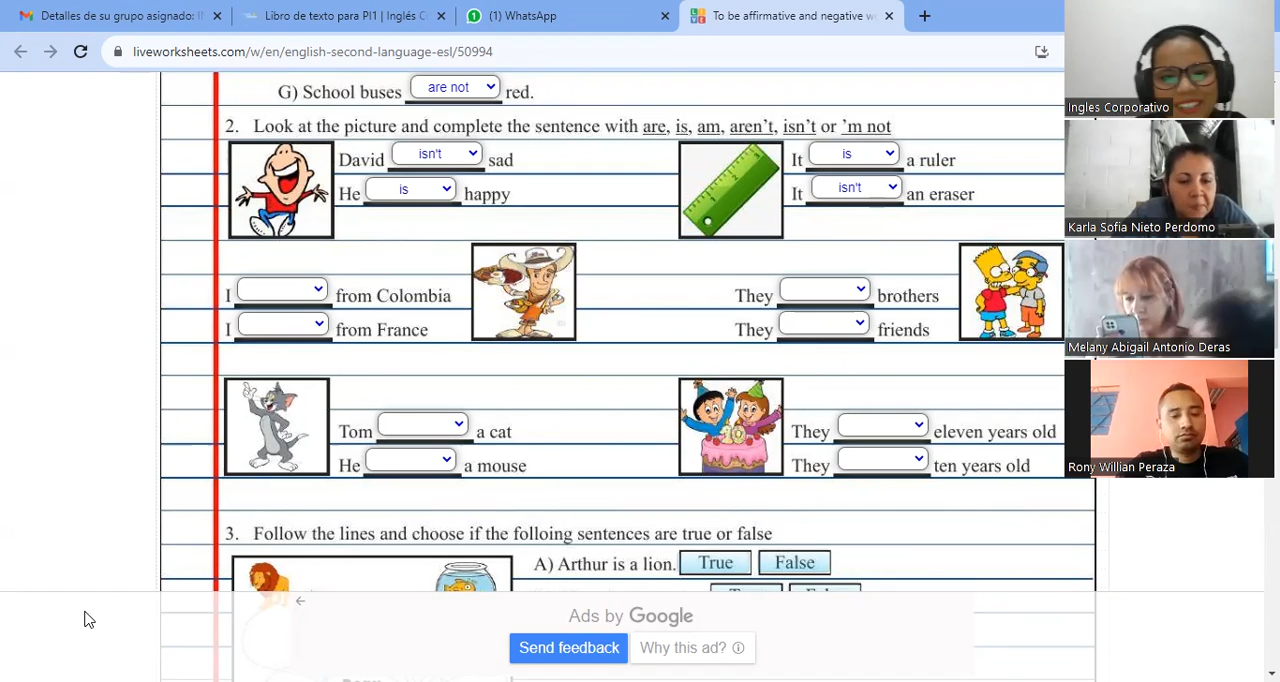 Detalles de su grupo asignado: I
Libro de texto para PI1 | Inglés C
(1) WhatsApp
To be affirmative and negative w
liveworksheets.com/w/en/english-second-language-esl/50994
G) School buses are not red.
2. Look at the picture and complete the sentence with are, is, am, aren't, isn't or 'm not
David isn't sad
He is happy
It is a ruler
It isn't an eraser
I from Colombia
I from France
They brothers
They friends
Tom a cat
He a mouse
They eleven years old
They ten years old
10
3. Follow the lines and choose if the folloing sentences are true or false
A) Arthur is a lion. True False
Ads by Google
Send feedback
Why this ad?
Ingles Corporativo
Karla Sofia Nieto Perdomo
Melany Abigail Antonio Deras
Rony Willian Peraza